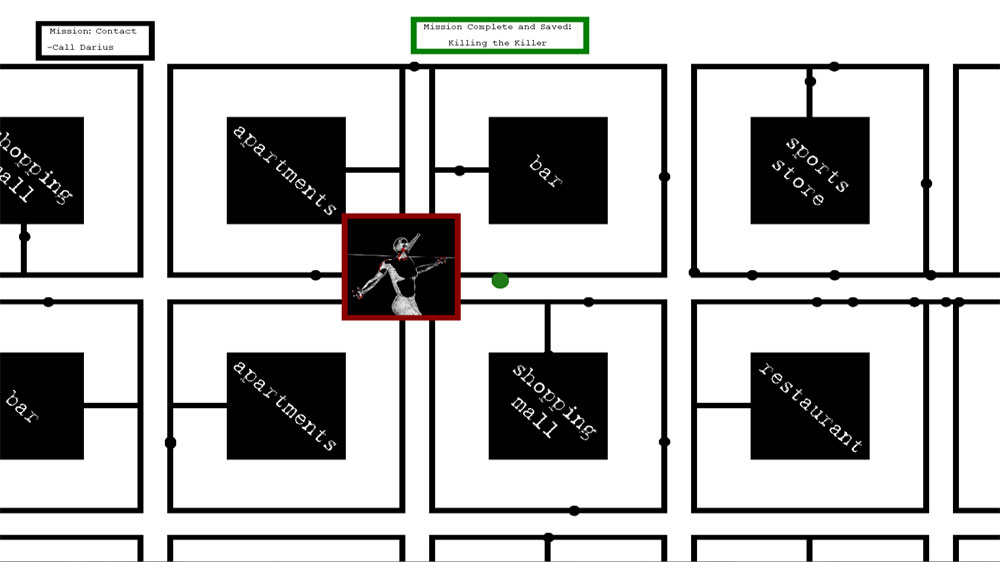 Mission: Contact
-Call Darius
Mission Complete and Saved!
Killing the Killer
hopping
all
apartments
bar
sports
store
bar
apartments
shopping
mall
restaurant